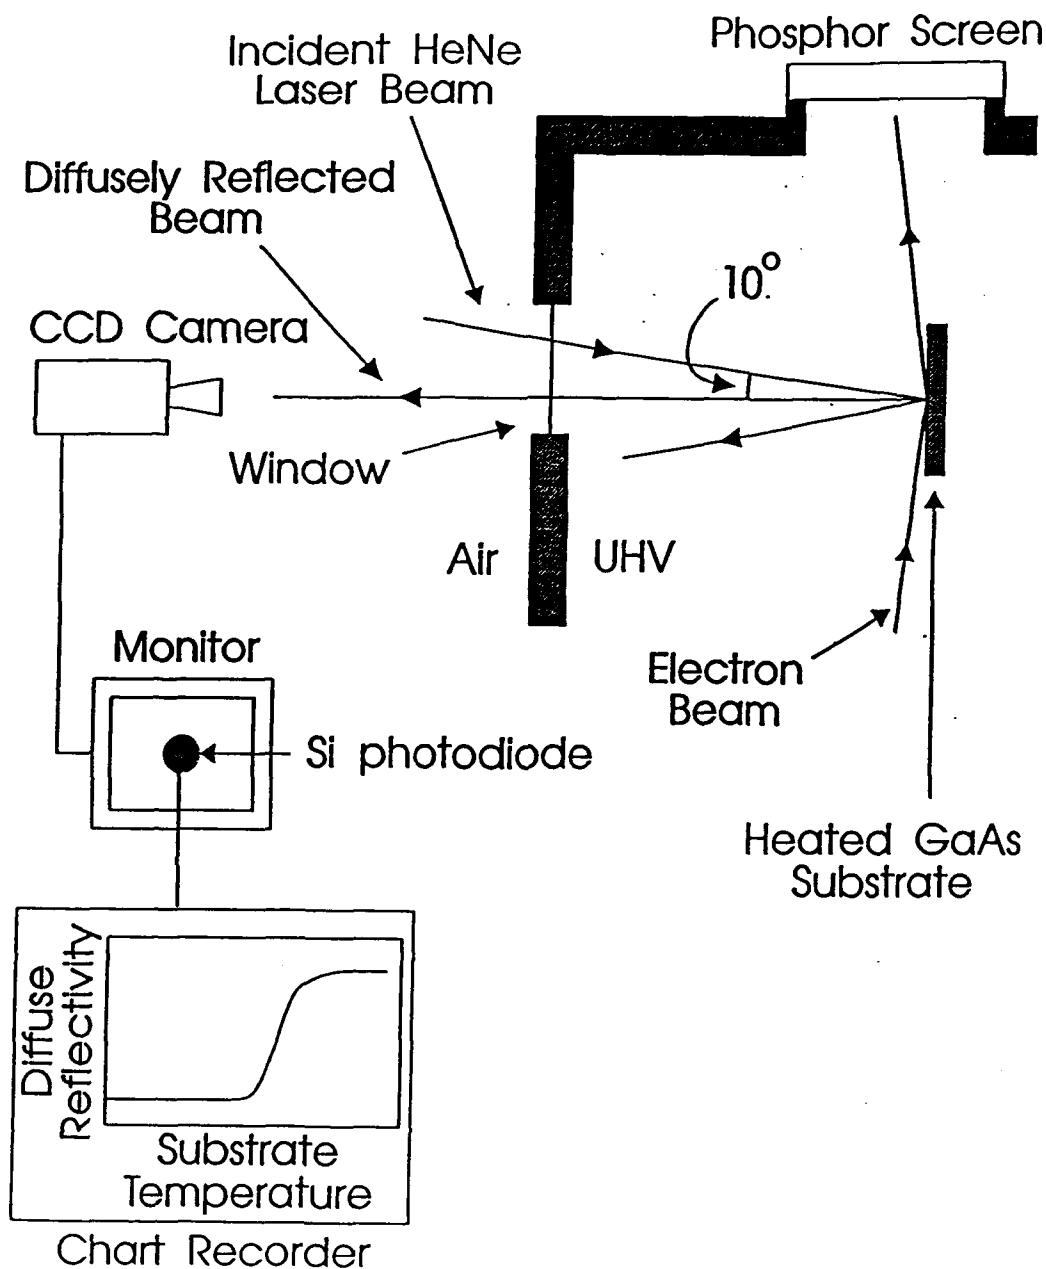 Phosphor Screen
Incident HeNe
Laser Beam
Diffusely Reflected
Beam
10°
CCD Camera
Window
Air
UHV
Monitor
Electron
Beam
Si photodiode
Heated GaAs
Substrate
Diffuse
Reflectivity
Substrate
Temperature
Chart Recorder